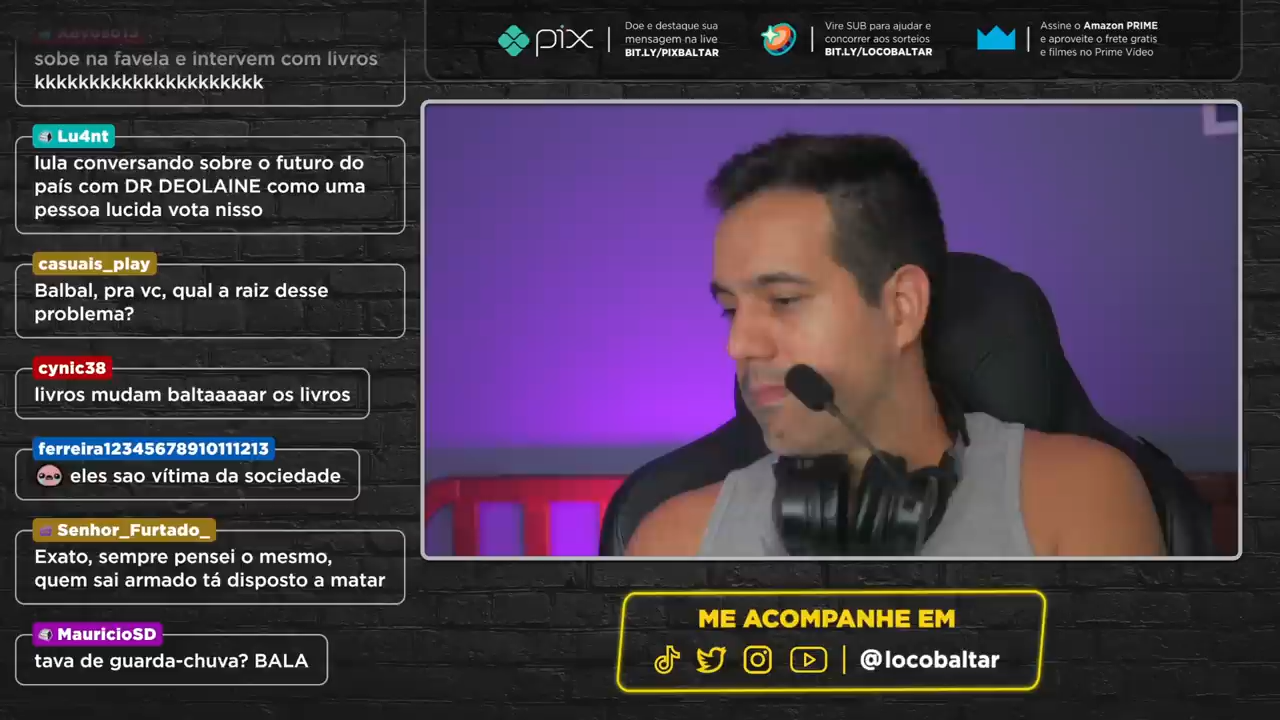 sobe na favela e intervem com livros
kkkkkkkkkkkkkkkkkkkkk
Lu4nt
lula conversando sobre o futuro do
país com DR DEOLAINE como uma
pessoa lucida vota nisso
casuais_play
Balbal, pra vc, qual a raiz desse
problema?
cynic38
livros mudam baltaaaaar os livros
ferreira12345678910111213
eles sao vítima da sociedade
Senhor_Furtado_
Exato, sempre pensei o mesmo,
quem sai armado tá disposto a matar
MauricioSD
tava de guarda-chuva? BALA
pix
Doe e destaque sua
mensagem na live
BIT.LY/PIXBALTAR
Vire SUB para ajudar e
concorrer aos sorteios
BIT.LY/LOCOBALTAR
Assine o Amazon PRIME
e aproveite o frete gratis
e filmes no Prime Vídeo
ME ACOMPANHE EM
@locobaltar